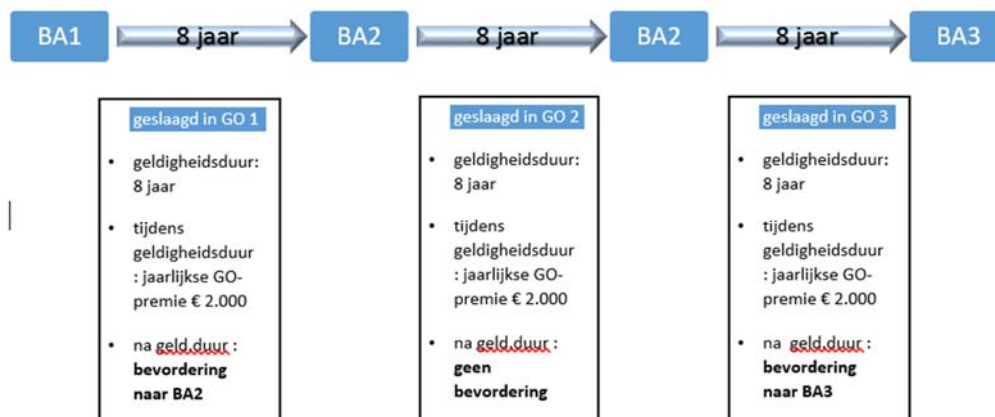 BA1 8 jaar BA2 8 jaar BA2 8 jaar BA3
geslaagd in GO 1
• geldigheidsduur:
8 jaar
• tijdens
geldigheidsduur
: jaarlijkse GO-
premie € 2.000
• na geld.duur :
bevordering
naar BA2
geslaagd in GO 2
• geldigheidsduur:
8 jaar
• tijdens
geldigheidsduur
: jaarlijkse GO-
premie € 2.000
• na geld.duur :
geen
bevordering
geslaagd in GO 3
• geldigheidsduur:
8 jaar
• tijdens
geldigheidsduur
: jaarlijkse GO-
premie € 2.000
• na geld.duur :
bevordering
naar BA3